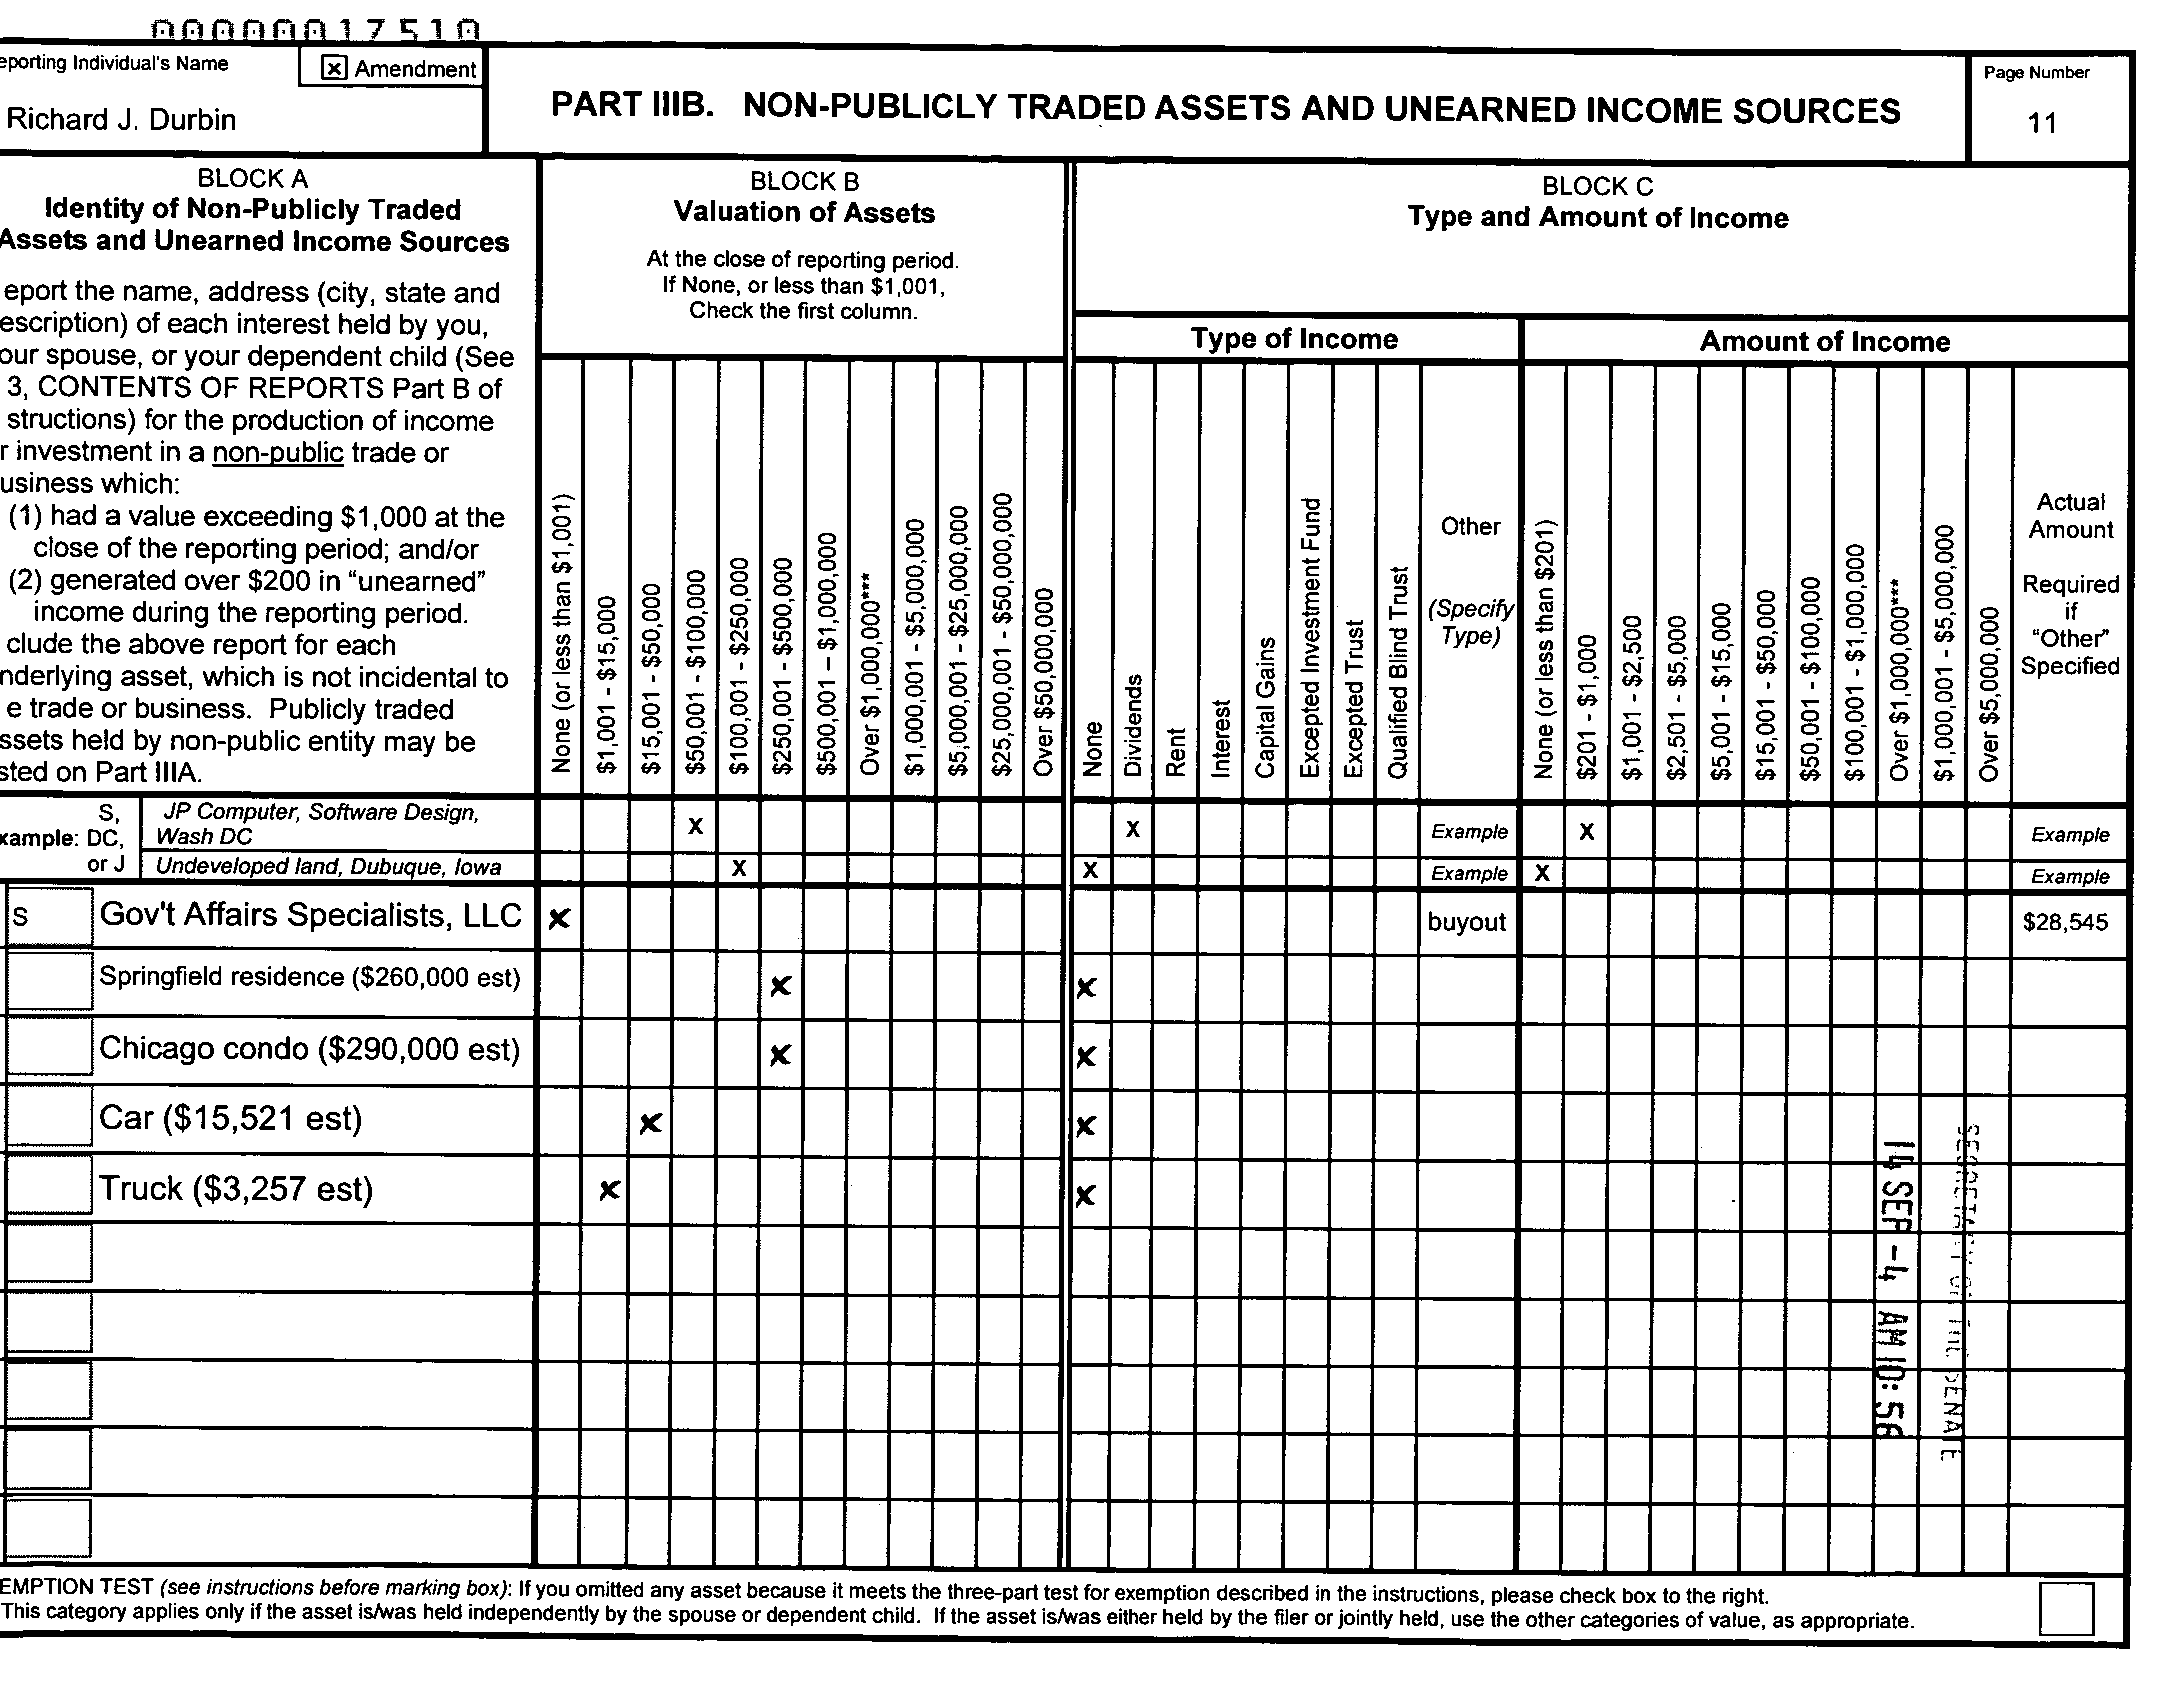 00000017510
eporting Individual's Name
x Amendment
Richard J. Durbin
PART IIIB. NON-PUBLICLY TRADED ASSETS AND UNEARNED INCOME SOURCES
Page Number
11
BLOCK A
Identity of Non-Publicly Traded
Assets and Unearned Income Sources
eport the name, address (city, state and
escription) of each interest held by you,
our spouse, or your dependent child (See
3, CONTENTS OF REPORTS Part B of
structions) for the production of income
r investment in a non-public trade or
usiness which:
(1) had a value exceeding $1,000 at the
close of the reporting period; and/or
(2) generated over $200 in “unearned”
income during the reporting period.
clude the above report for each
nderlying asset, which is not incidental to
e trade or business. Publicly traded
ssets held by non-public entity may be
sted on Part IIIA.
BLOCK B
Valuation of Assets
At the close of reporting period.
If None, or less than $1,001,
Check the first column.
None (or less than $1,001)
$1,001 - $15,000
$15,001 - $50,000
$50,001 - $100,000
$100,001 - $250,000
$250,001 - $500,000
$500,001 – $1,000,000
Over $1,000,000***
$1,000,001 - $5,000,000
$5,000,001 - $25,000,000
$25,000,001 - $50,000,000
Over $50,000,000
BLOCK C
Type and Amount of Income
Type of Income
None
Dividends
Rent
Interest
Capital Gains
Excepted Investment Fund
Excepted Trust
Qualified Blind Trust
Other
(Specify
Type)
Amount of Income
None (or less than $201)
$201 - $1,000
$1,001 - $2,500
$2,501 - $5,000
$5,001 - $15,000
$15,001 - $50,000
$50,001 - $100,000
$100,001 - $1,000,000
Over $1,000,000***
$1,000,001 - $5,000,000
Over $5,000,000
Actual
Amount
Required
if
“Other”
Specified
xample:
S,
DC,
or J
JP Computer, Software Design,
Wash DC
X X Example X Example
Undeveloped land, Dubuque, Iowa X X Example X Example
S Gov't Affairs Specialists, LLC x buyout $28,545
Springfield residence ($260,000 est) x x
Chicago condo ($290,000 est) x x
Car ($15,521 est) x x
Truck ($3,257 est) x x
SECRETARY OF THE SENATE
14 SEP -4 AM 10: 56
EMPTION TEST (see instructions before marking box): If you omitted any asset because it meets the three-part test for exemption described in the instructions, please check box to the right.
This category applies only if the asset is/was held independently by the spouse or dependent child. If the asset is/was either held by the filer or jointly held, use the other categories of value, as appropriate.